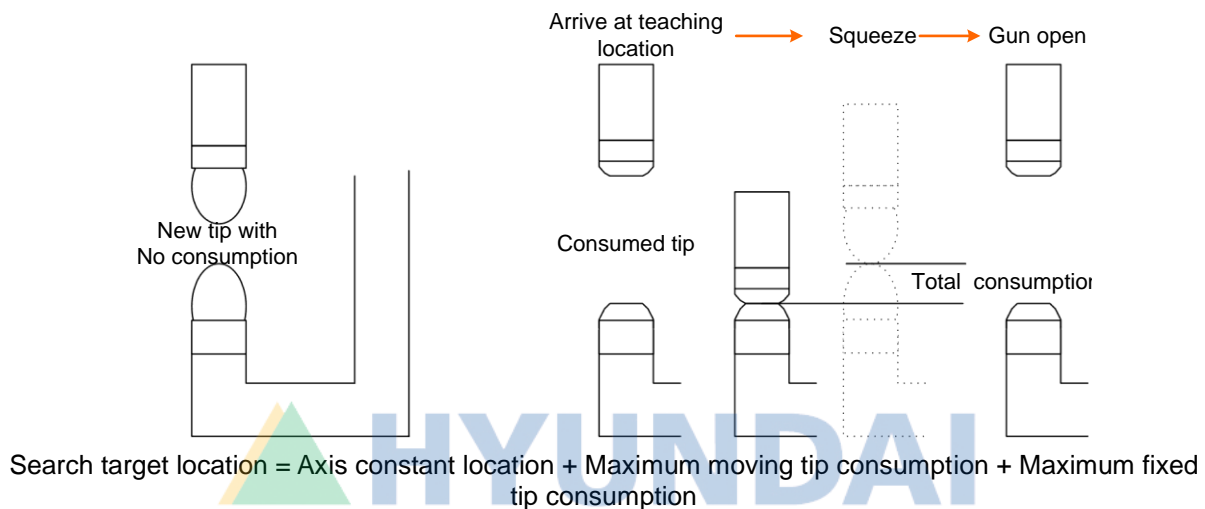 Arrive at teaching
location
Squeeze
Gun open
New tip with
No consumption
Consumed tip
Total consumption
HYUNDAI
Search target location = Axis constant location + Maximum moving tip consumption + Maximum fixed
tip consumption